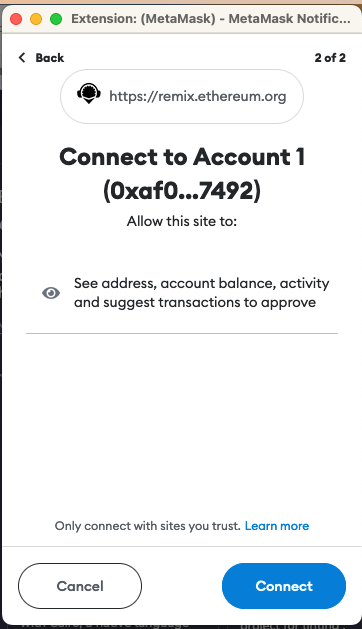 Extension: (MetaMask) - MetaMask Notific...
Back
2 of 2
https://remix.ethereum.org
Connect to Account 1
(0xaf0...7492)
Allow this site to:
See address, account balance, activity
and suggest transactions to approve
Only connect with sites you trust. Learn more
Cancel
Connect